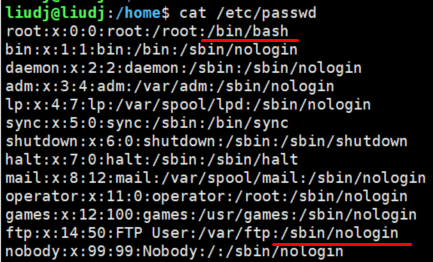 liudj@liudj:/home$ cat /etc/passwd
root:x:0:0:root:/root:/bin/bash
bin:x:1:1:bin:/bin:/sbin/nologin
daemon:x:2:2:daemon:/sbin:/sbin/nologin
adm:x:3:4:adm:/var/adm:/sbin/nologin
lp:x:4:7:lp:/var/spool/lpd:/sbin/nologin
sync:x:5:0:sync:/sbin:/bin/sync
shutdown:x:6:0:shutdown:/sbin:/sbin/shutdown
halt:x:7:0:halt:/sbin:/sbin/halt
mail:x:8:12:mail:/var/spool/mail:/sbin/nologin
operator:x:11:0:operator:/root:/sbin/nologin
games:x:12:100:games:/usr/games:/sbin/nologin
ftp:x:14:50:FTP User:/var/ftp:/sbin/nologin
nobody:x:99:99:Nobody:/:/sbin/nologin